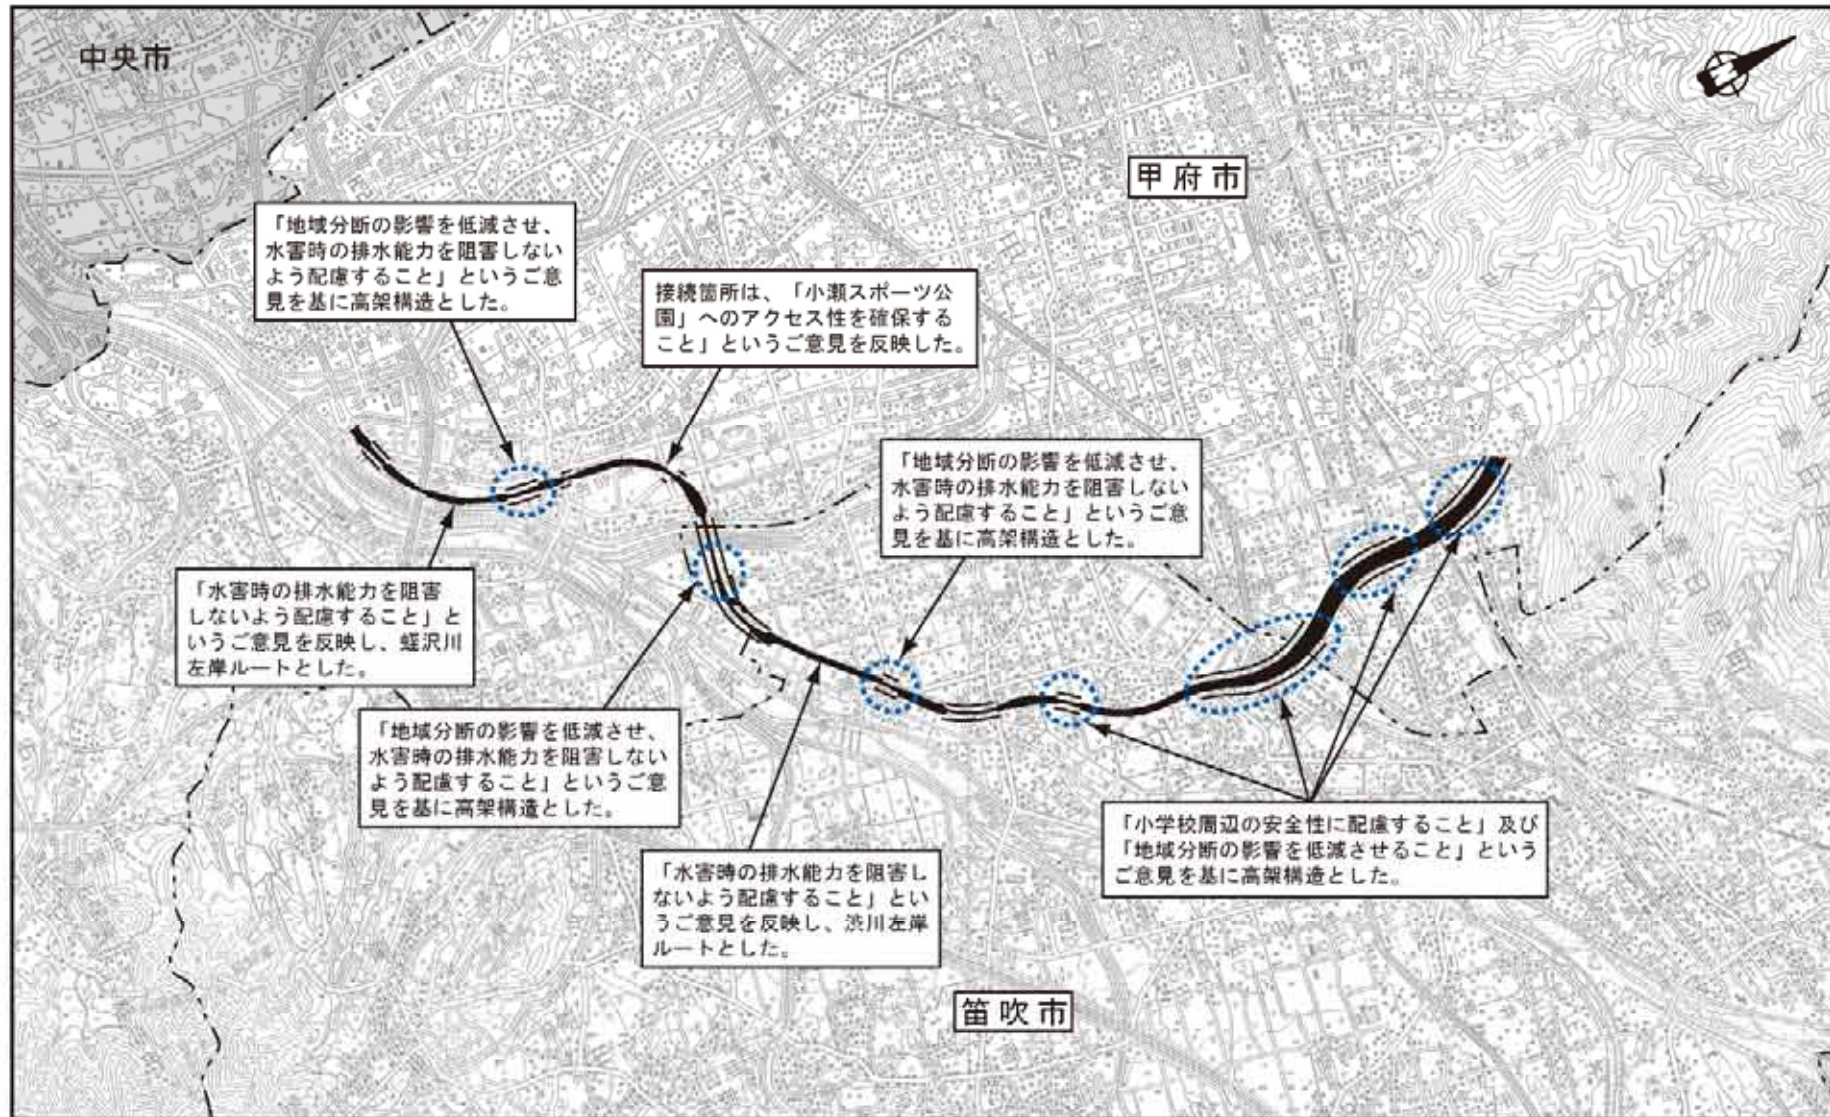 中央市
甲府市
「地域分断の影響を低減させ、
水害時の排水能力を阻害しない
よう配慮すること」というご意
見を基に高架構造とした。
接続箇所は、「小瀬スポーツ公
園」へのアクセス性を確保する
こと」というご意見を反映した。
「地域分断の影響を低減させ、
水害時の排水能力を阻害しない
よう配慮すること」というご意
見を基に高架構造とした。
「水害時の排水能力を阻害
しないよう配慮すること」と
いうご意見を反映し、蛭沢川
左岸ルートとした。
「地域分断の影響を低減させ、
水害時の排水能力を阻害しない
よう配慮すること」というご意
見を基に高架構造とした。
「水害時の排水能力を阻害し
ないよう配慮すること」とい
うご意見を反映し、渋川左岸
ルートとした。
「小学校周辺の安全性に配慮すること」及び
「地域分断の影響を低減させること」という
ご意見を基に高架構造とした。
笛吹市